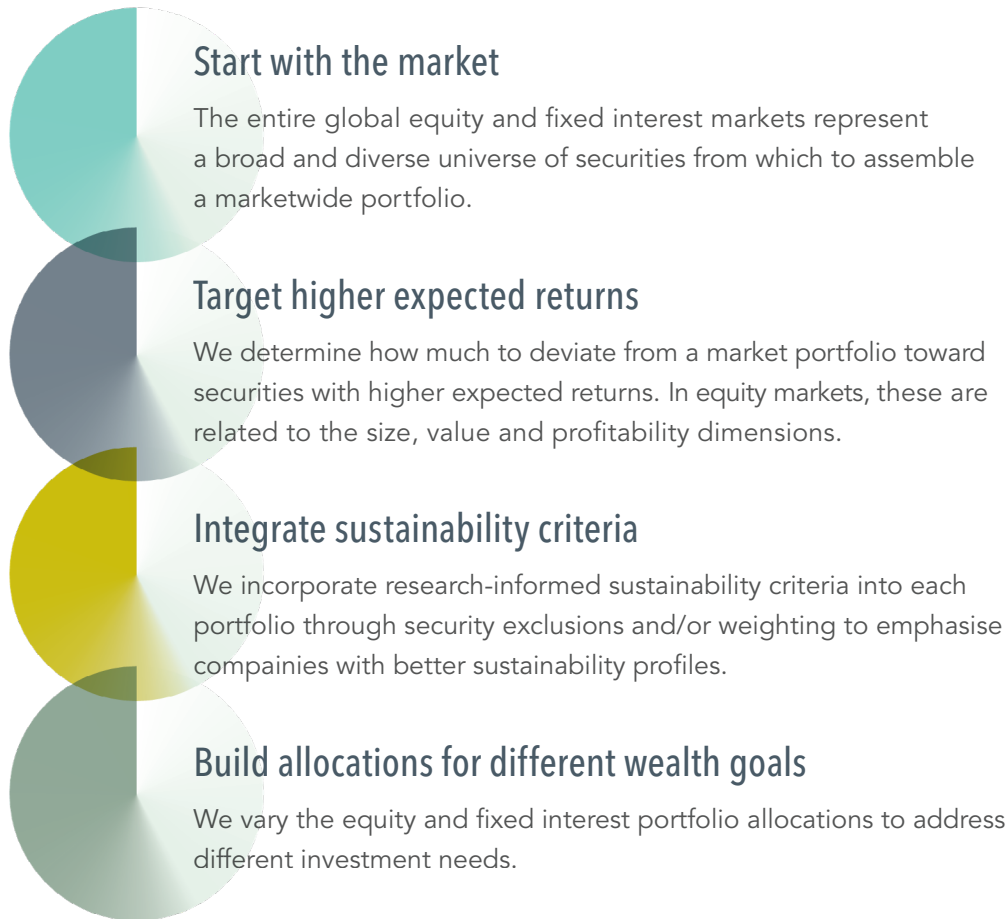 Start with the market
The entire global equity and fixed interest markets represent
a broad and diverse universe of securities from which to assemble
a marketwide portfolio.
Target higher expected returns
We determine how much to deviate from a market portfolio toward
securities with higher expected returns. In equity markets, these are
related to the size, value and profitability dimensions.
Integrate sustainability criteria
We incorporate research-informed sustainability criteria into each
portfolio through security exclusions and/or weighting to emphasise
compainies with better sustainability profiles.
Build allocations for different wealth goals
We vary the equity and fixed interest portfolio allocations to address
different investment needs.